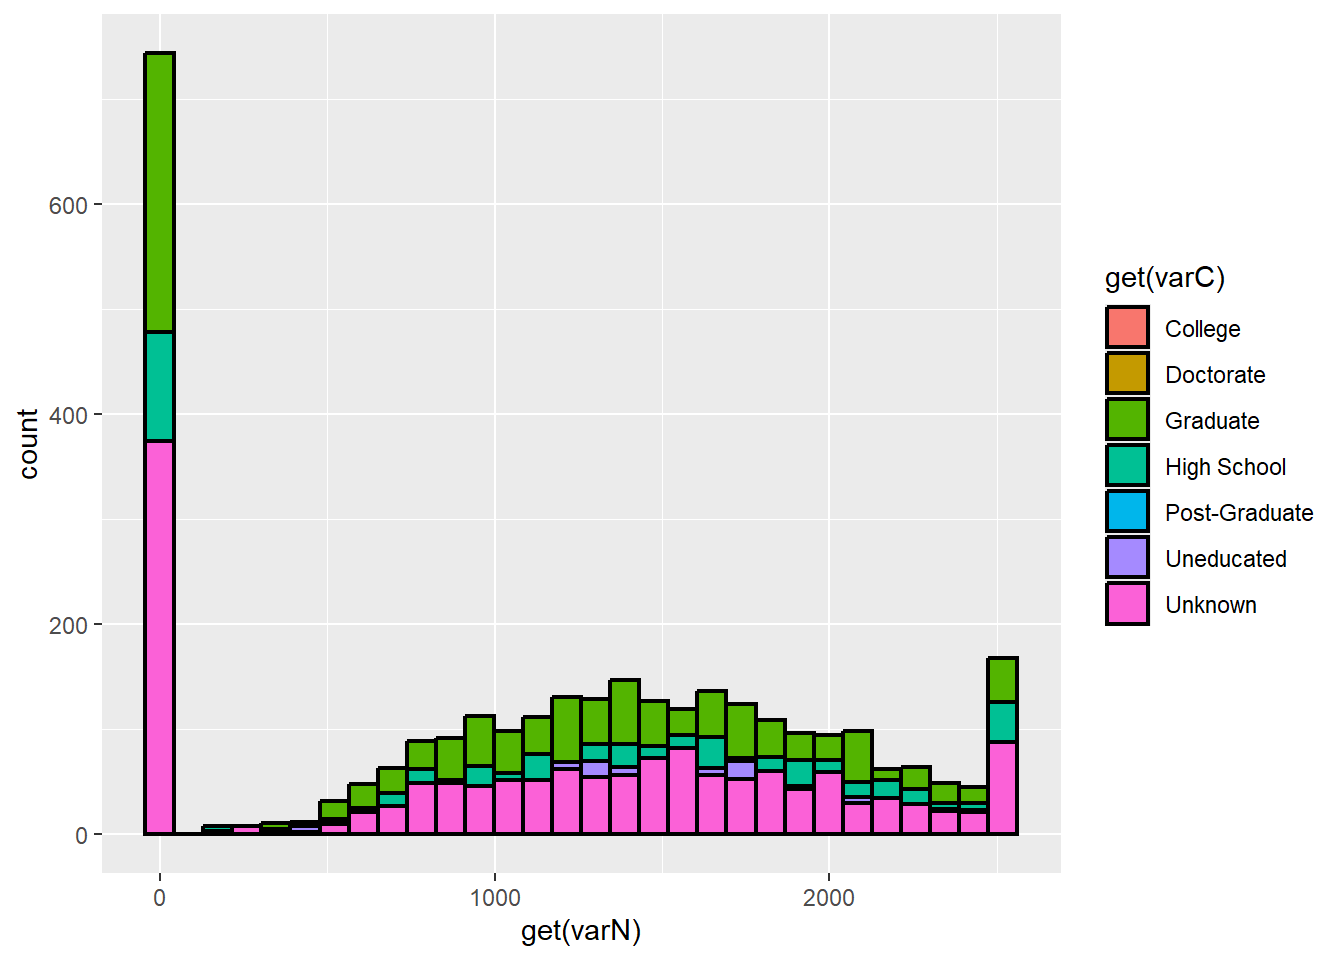 600
400
200
0
count
0 1000 2000
get(varN)
get(varC)
College
Doctorate
Graduate
High School
Post-Graduate
Uneducated
Unknown